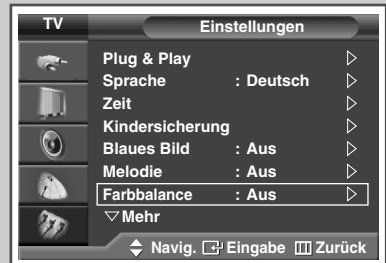 TV Einstellungen
Plug & Play
Sprache : Deutsch
Zeit
Kindersicherung
Blaues Bild : Aus
Melodie : Aus
Farbbalance : Aus
Mehr
Navig. Eingabe Zurück